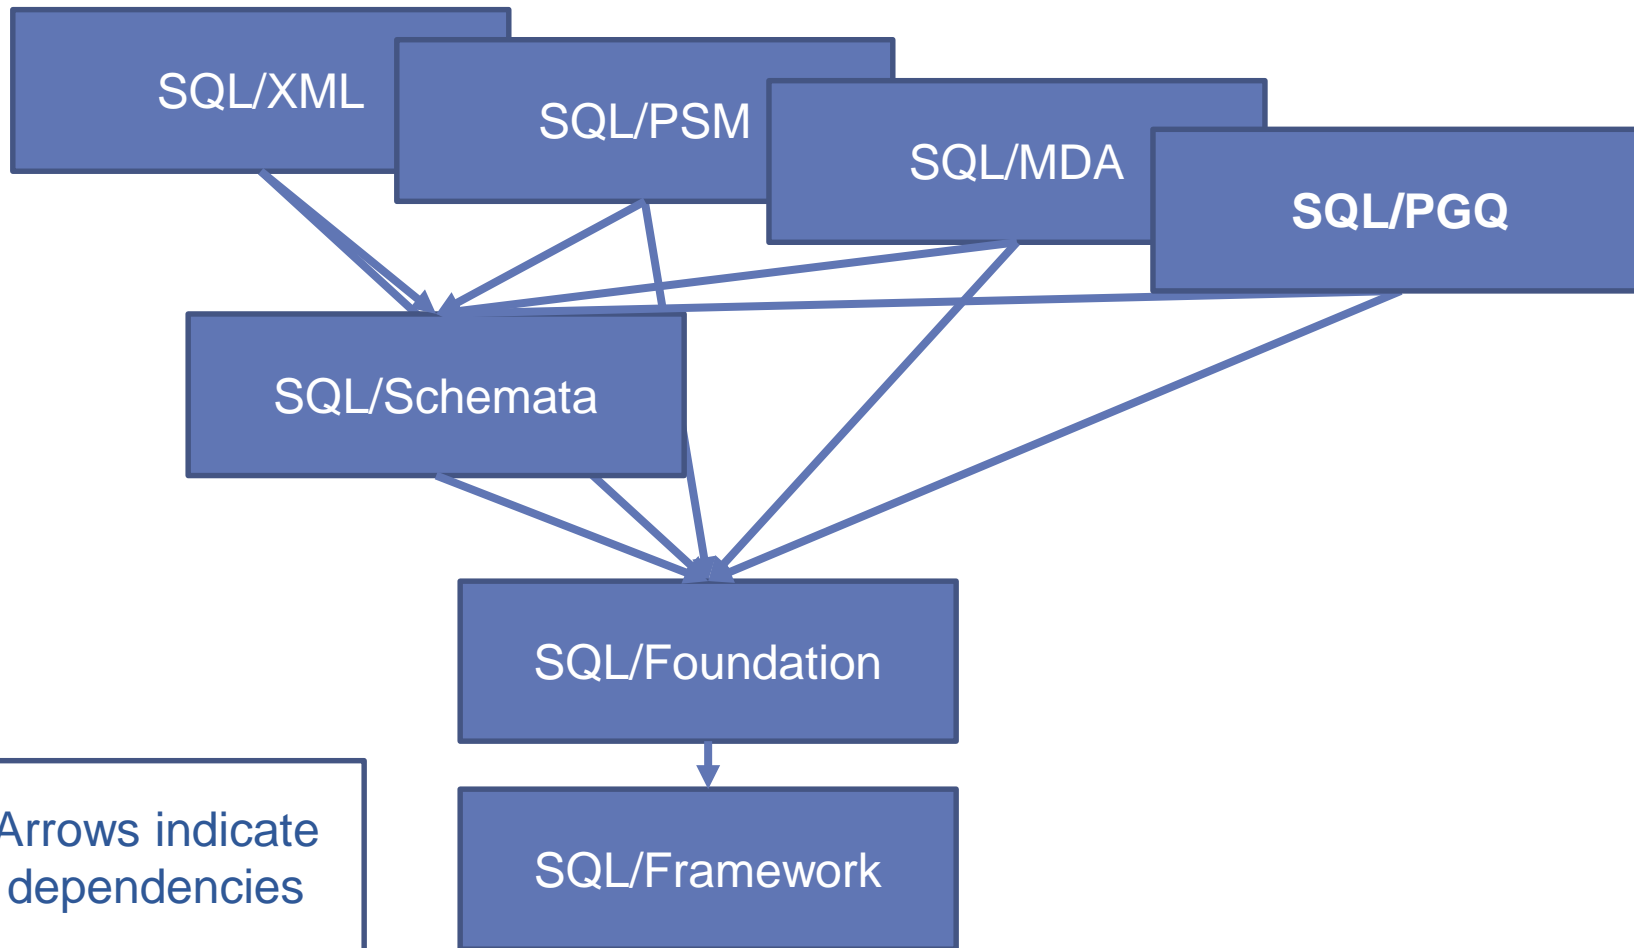 SQL/XML
SQL/PSM
SQL/MDA
SQL/PGQ
SQL/Schemata
SQL/Foundation
Arrows indicate
dependencies
SQL/Framework